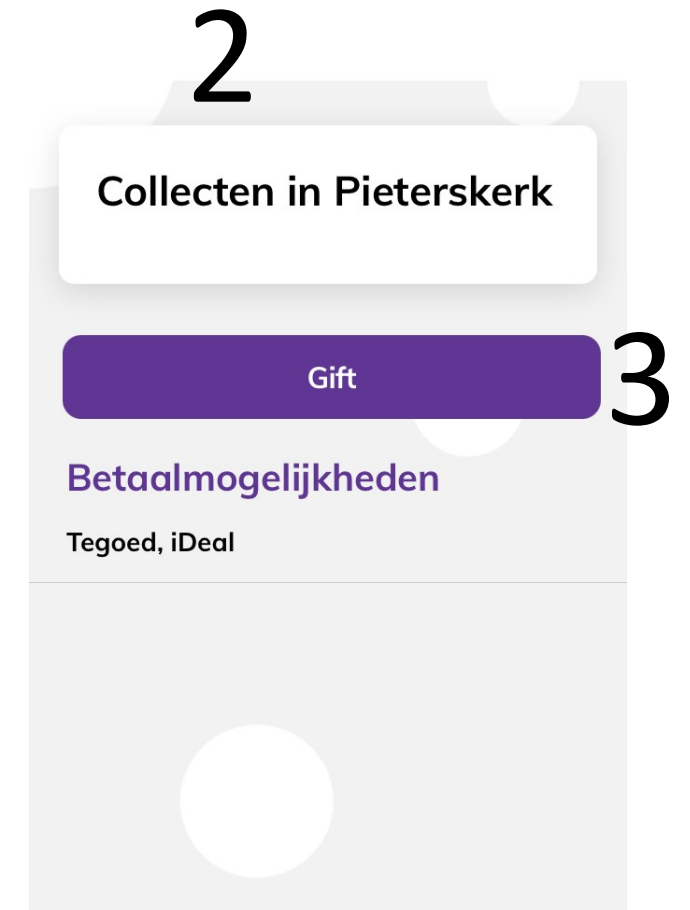 2
Collecten in Pieterskerk
Gift
3
Betaalmogelijkheden
Tegoed, iDeal